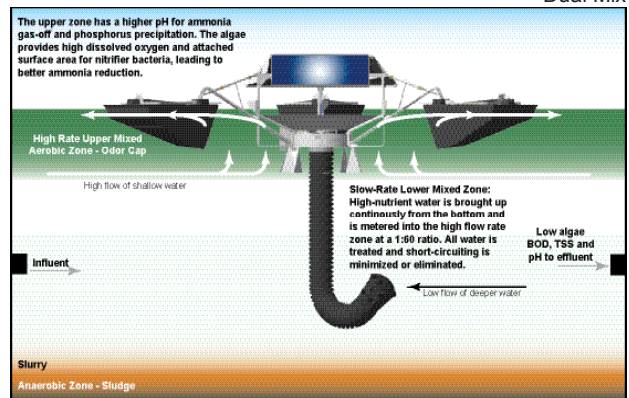 Dual Mix
The upper zone has a higher pH for ammonia
gas-off and phosphorus precipitation. The algae
provides high dissolved oxygen and attached
surface area for nitrifier bacteria, leading to
better ammonia reduction.
High Rate Upper Mixed
Aerobic Zone - Odor Cap
High flow of shallow water
Slow-Rate Lower Mixed Zone:
High-nutrient water is brought up
continously from the bottom and
is metered into the high flow rate
zone at a 1:60 ratio. All water is
treated and short-circuiting is
minimized or eliminated.
Low algae
BOD, TSS and
pH to effluent
Influent
Low flow of deeper water
Slurry
Anaerobic Zone - Sludge